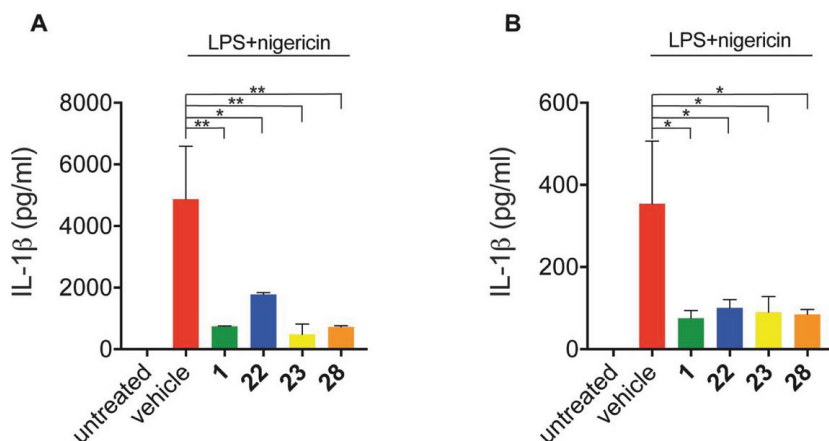 A
LPS+nigericin
**
**
*
**
8000
6000
4000
2000
0
IL-1β (pg/ml)
untreated
vehicle
1
22
23
28
B
LPS+nigericin
*
*
*
*
600
400
200
0
IL-1β (pg/ml)
untreated
vehicle
1
22
23
28